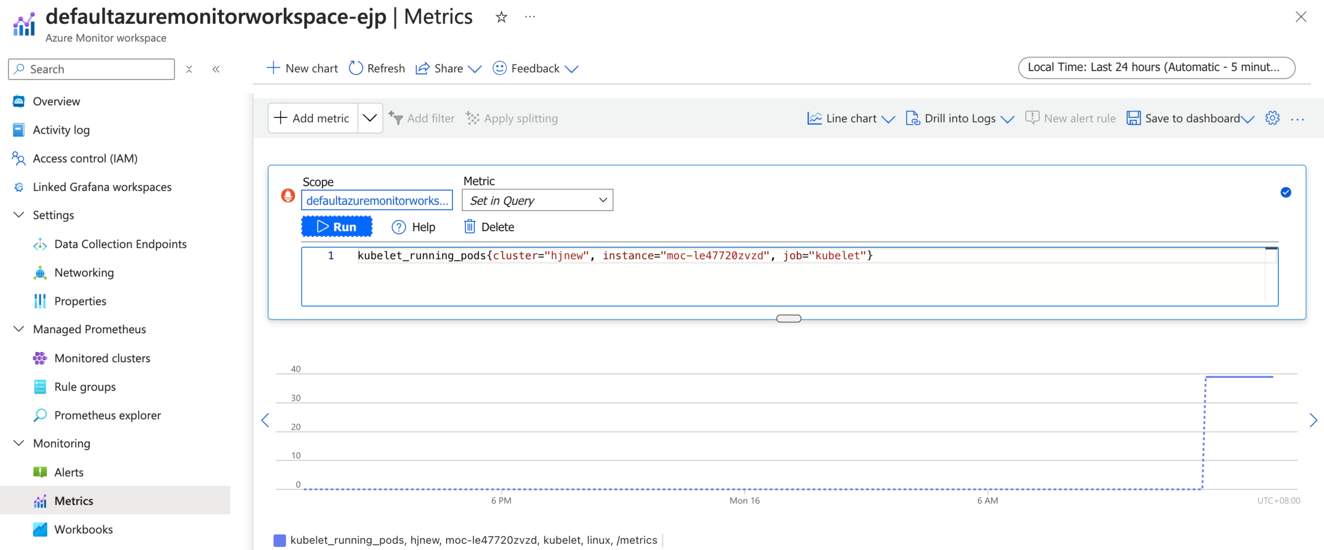 defaultazuremonitorworkspace-ejp | Metrics
Azure Monitor workspace
Search
New chart Refresh Share Feedback
Local Time: Last 24 hours (Automatic - 5 minut...
Overview
Activity log
Access control (IAM)
Linked Grafana workspaces
Settings
Data Collection Endpoints
Networking
Properties
Managed Prometheus
Monitored clusters
Rule groups
Prometheus explorer
Monitoring
Alerts
Metrics
Workbooks
Add metric Add filter Apply splitting
Line chart Drill into Logs New alert rule Save to dashboard
Scope Metric
defaultazuremonitorworks... Set in Query
Run Help Delete
1 kubelet_running_pods{cluster="hjnew", instance="moc-le47720zvzd", job="kubelet"}
40
30
20
10
0
6 PM Mon 16 6 AM UTC+08:00
kubelet_running_pods, hjnew, moc-le47720zvzd, kubelet, linux, /metrics